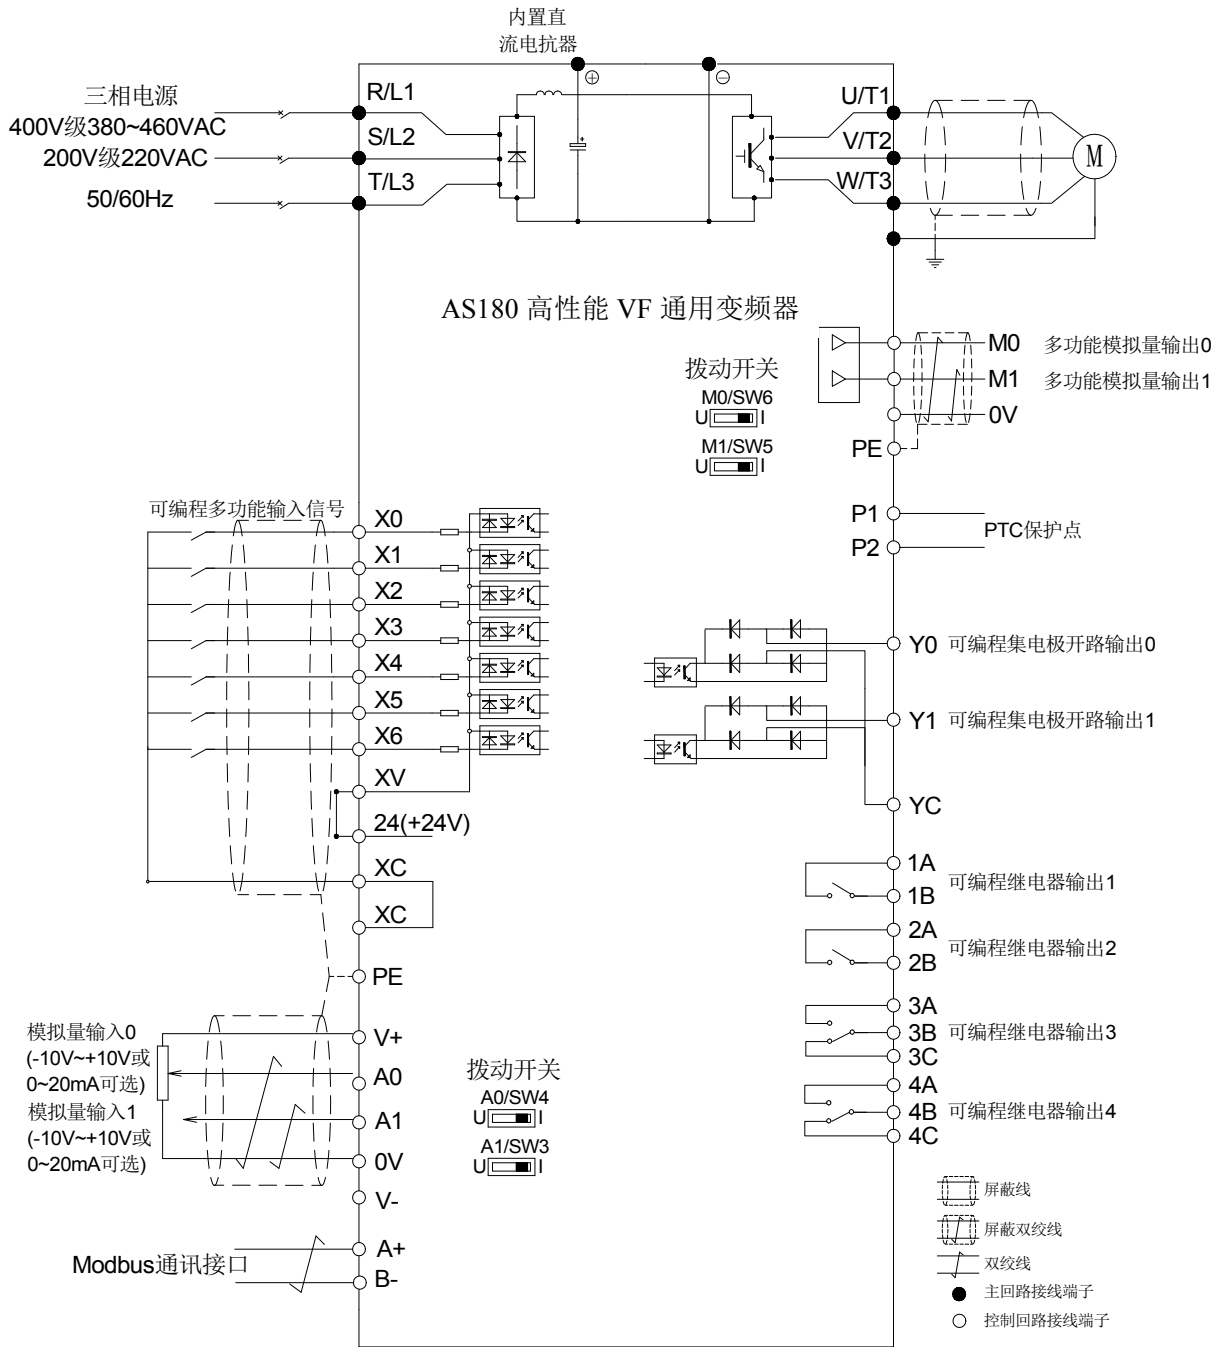 内置直
流电抗器
⊕
⊖
三相电源
400V级380~460VAC
200V级220VAC
50/60Hz
R/L1
S/L2
T/L3
U/T1
V/T2
W/T3
M
AS180 高性能 VF 通用变频器
拨动开关
M0/SW6
U I
M1/SW5
U I
M0 多功能模拟量输出0
M1 多功能模拟量输出1
0V
PE
P1
P2
PTC保护点
可编程多功能输入信号
X0
X1
X2
X3
X4
X5
X6
XV
24(+24V)
XC
XC
PE
Y0 可编程集电极开路输出0
Y1 可编程集电极开路输出1
YC
1A
1B
可编程继电器输出1
2A
2B
可编程继电器输出2
3A
3B 可编程继电器输出3
3C
4A
4B 可编程继电器输出4
4C
模拟量输入0
(-10V~+10V或
0~20mA可选)
模拟量输入1
(-10V~+10V或
0~20mA可选)
V+
A0
A1
0V
V-
拨动开关
A0/SW4
U I
A1/SW3
U I
Modbus通讯接口
A+
B-
屏蔽线
屏蔽双绞线
双绞线
主回路接线端子
控制回路接线端子